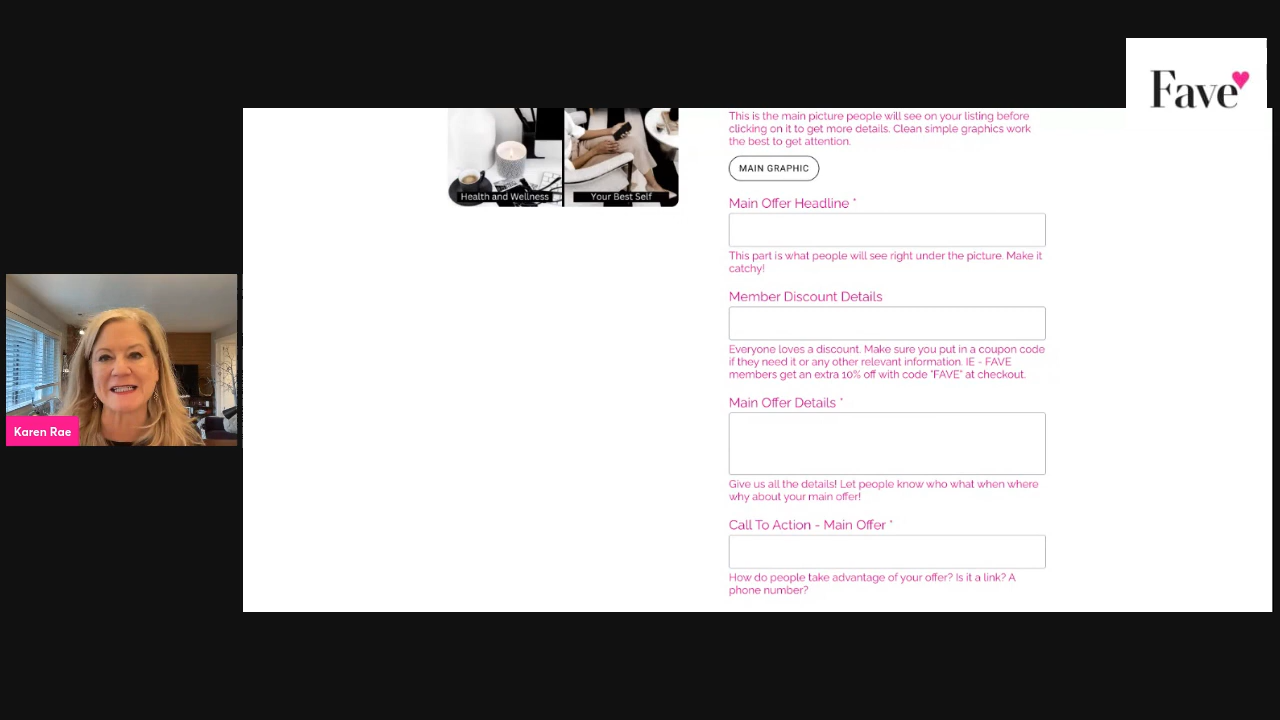 Fave
This is the main picture people will see on your listing before
clicking on it to get more details. Clean simple graphics work
the best to get attention.
MAIN GRAPHIC
Health and Wellness
Your Best Self
Main Offer Headline *
This part is what people will see right under the picture. Make it
catchy!
Member Discount Details
Everyone loves a discount. Make sure you put in a coupon code
if they need it or any other relevant information. IE - FAVE
members get an extra 10% off with code "FAVE" at checkout.
Main Offer Details *
Give us all the details! Let people know who what when where
why about your main offer!
Call To Action - Main Offer *
How do people take advantage of your offer? Is it a link? A
phone number?
Karen Rae